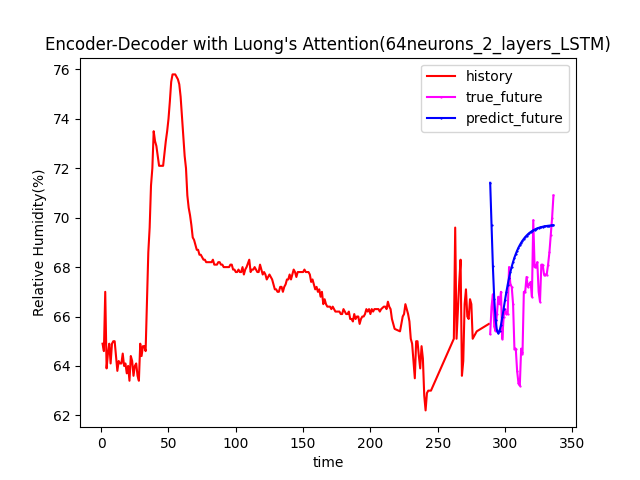 Encoder-Decoder with Luong's Attention(64neurons_2_layers_LSTM)
history
true_future
predict_future
Relative Humidity(%)
76
74
72
70
68
66
64
62
0 50 100 150 200 250 300 350
time